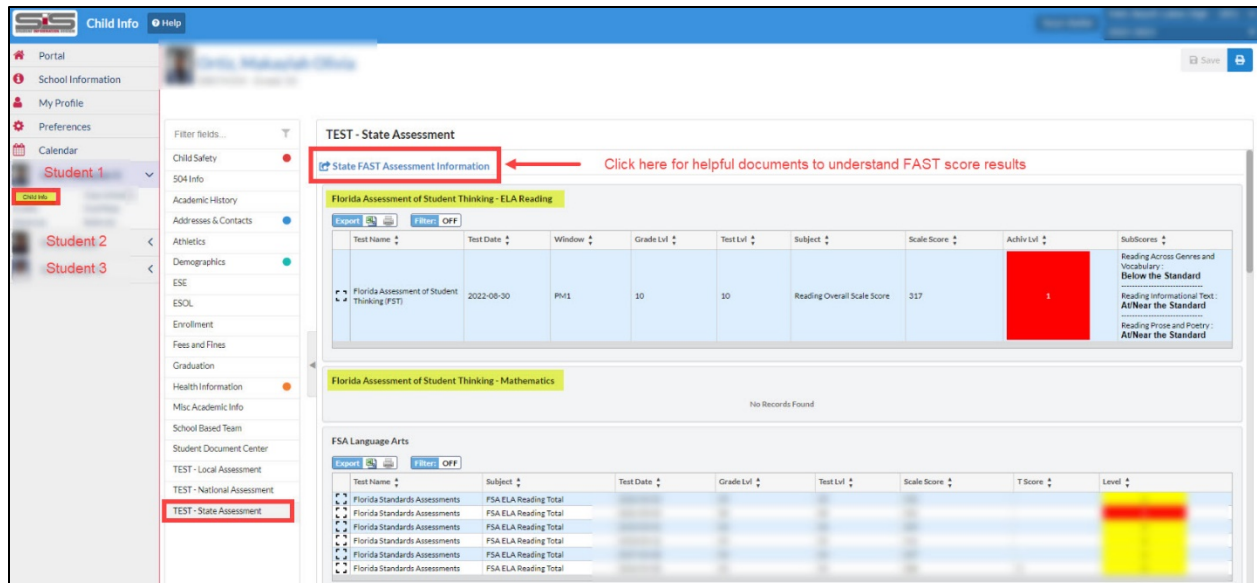 SIS
Child Info
Help
Save
Portal
School Information
My Profile
Preferences
Calendar
Student 1
Child Info
Student 2
Student 3
Filter fields...
Child Safety
504 Info
Academic History
Addresses & Contacts
Athletics
Demographics
ESE
ESOL
Enrollment
Fees and Fines
Graduation
Health Information
Misc Academic Info
School Based Team
Student Document Center
TEST - Local Assessment
TEST - National Assessment
TEST - State Assessment
TEST - State Assessment
State FAST Assessment Information
Click here for helpful documents to understand FAST score results
Florida Assessment of Student Thinking - ELA Reading
Export Filter: OFF
Test Name Test Date Window Grade Lvl Test Lvl Subject Scale Score Achiv Lvl SubScores
Florida Assessment of Student Thinking (FST) 2022-08-30 PM1 10 10 Reading Overall Scale Score 317 1
Reading Across Genres and
Vocabulary :
Below the Standard
-----------------------------
Reading Informational Text :
At/Near the Standard
-----------------------------
Reading Prose and Poetry :
At/Near the Standard
Florida Assessment of Student Thinking - Mathematics
No Records Found
FSA Language Arts
Export Filter: OFF
Test Name Subject Test Date Grade Lvl Test Lvl Scale Score T Score Level
Florida Standards Assessments FSA ELA Reading Total
Florida Standards Assessments FSA ELA Reading Total
Florida Standards Assessments FSA ELA Reading Total
Florida Standards Assessments FSA ELA Reading Total
Florida Standards Assessments FSA ELA Reading Total
Florida Standards Assessments FSA ELA Reading Total